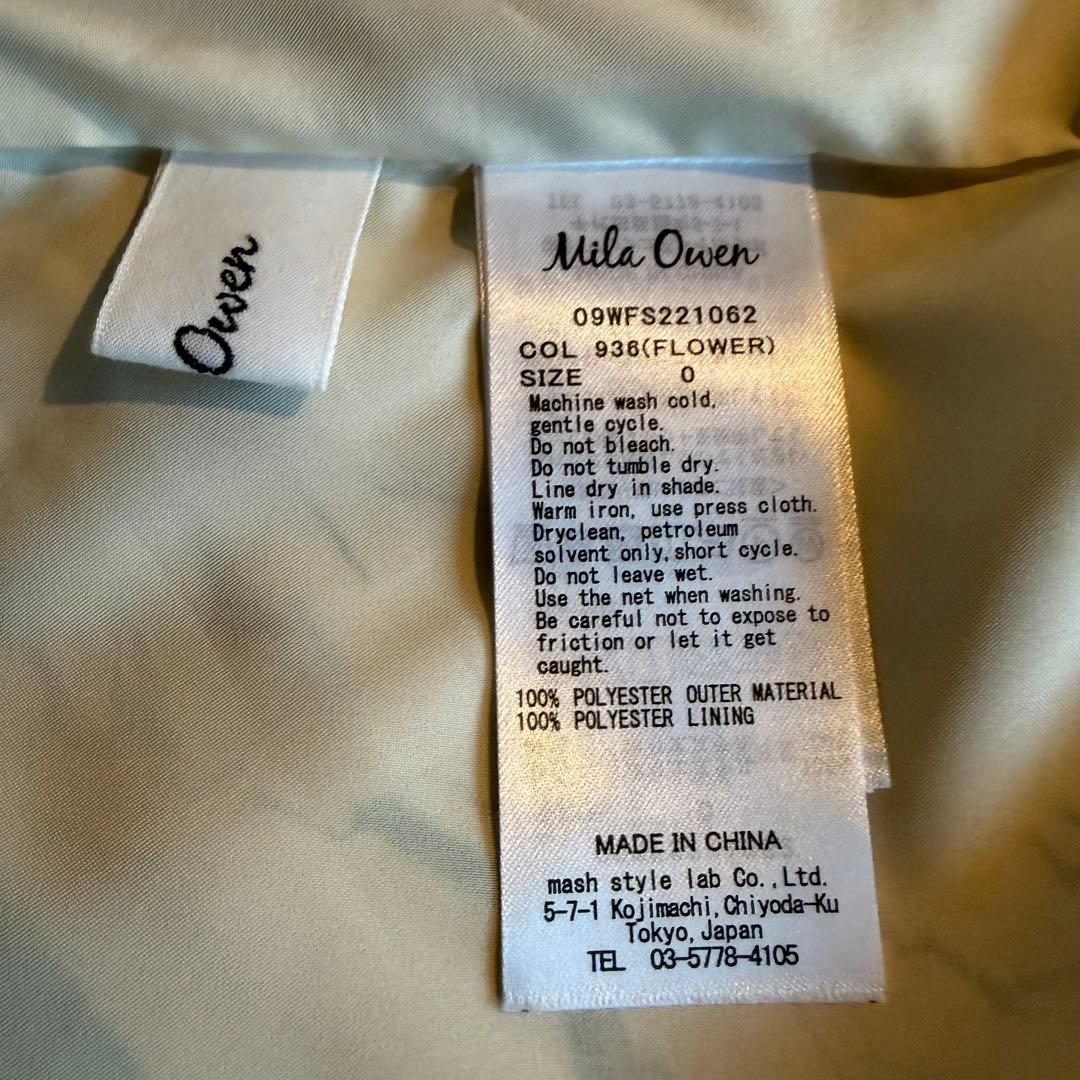 Owen
Mila Owen
09WFS221062
COL 936(FLOWER)
SIZE 0
Machine wash cold,
gentle cycle.
Do not bleach.
Do not tumble dry.
Line dry in shade.
Warm iron, use press cloth.
Dryclean, petroleum
solvent only,short cycle.
Do not leave wet.
Use the net when washing.
Be careful not to expose to
friction or let it get
caught.
100% POLYESTER OUTER MATERIAL
100% POLYESTER LINING
MADE IN CHINA
mash style lab Co.,Ltd.
5-7-1 Kojimachi,Chiyoda-Ku
Tokyo,Japan
TEL 03-5778-4105